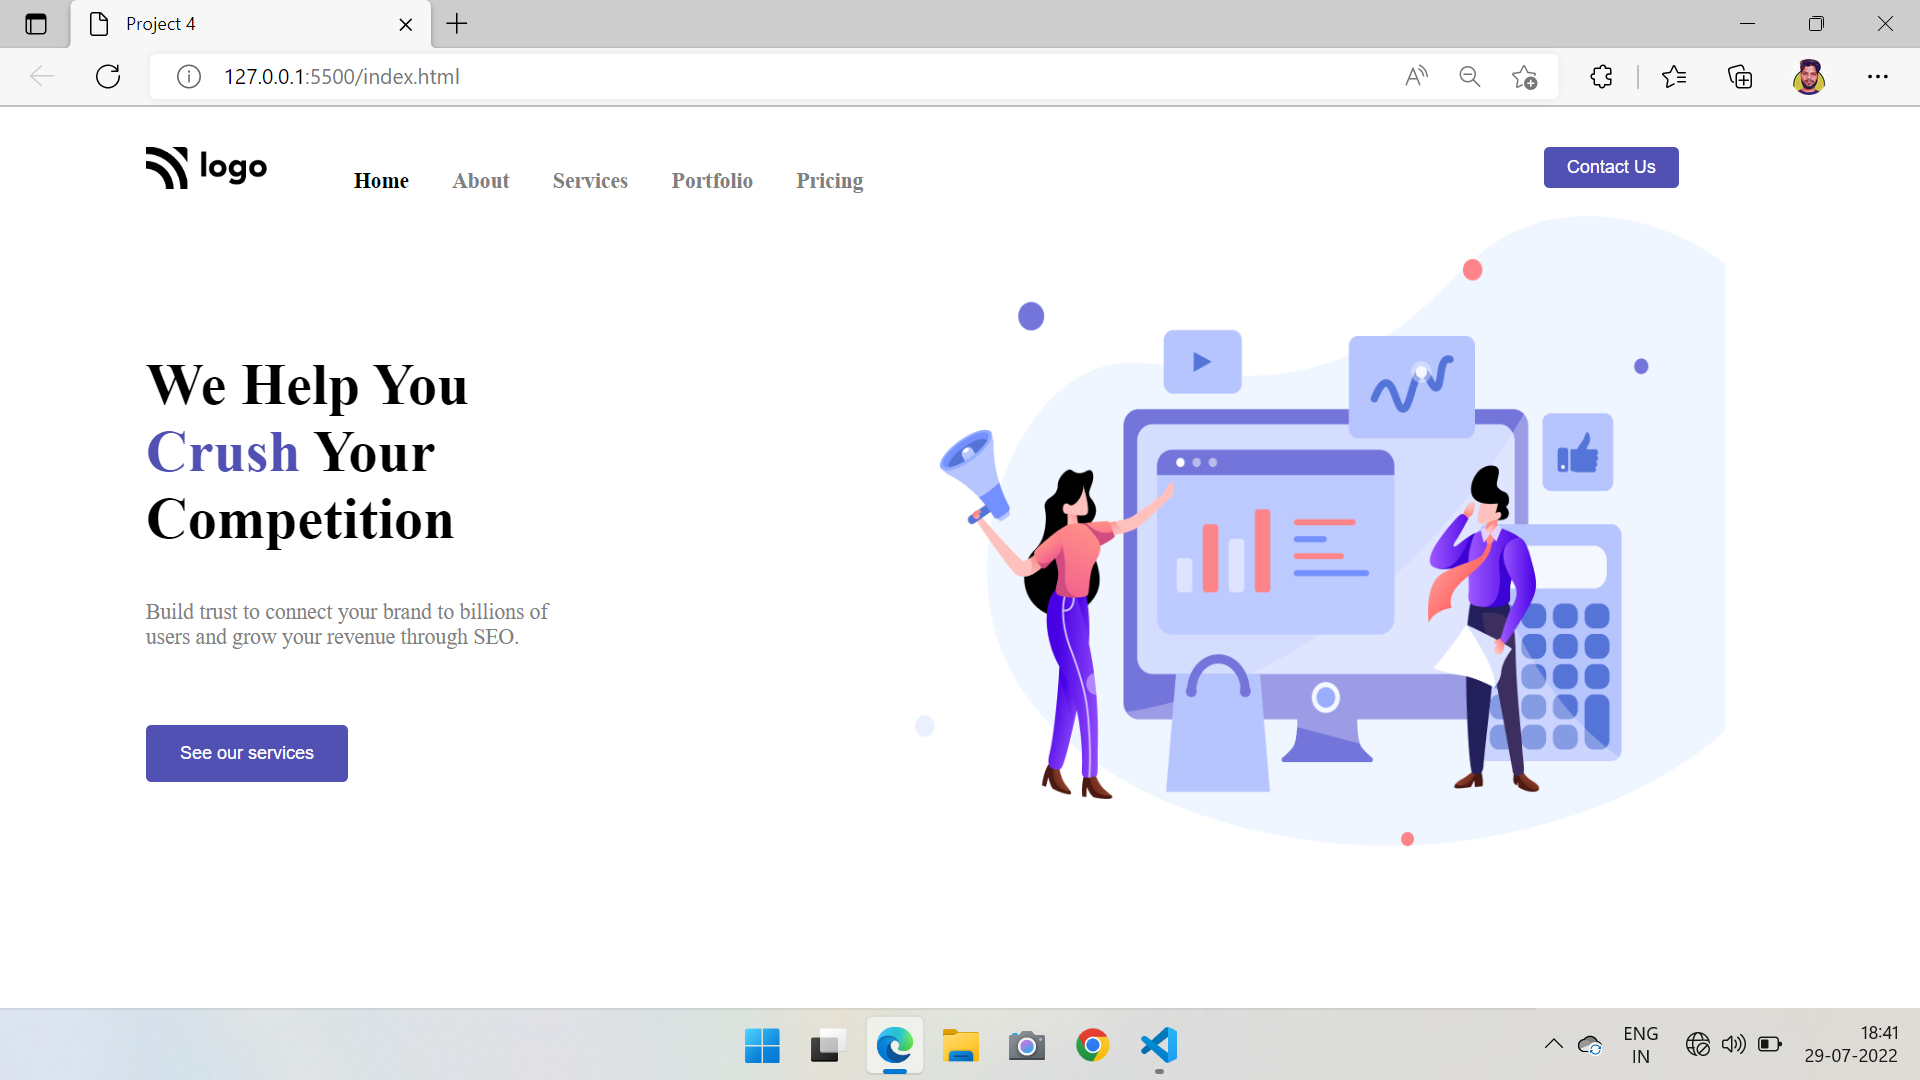 Project 4
127.0.0.1:5500/index.html
logo
Home About Services Portfolio Pricing
Contact Us
We Help You
Crush Your
Competition
Build trust to connect your brand to billions of
users and grow your revenue through SEO.
See our services
ENG
IN
18:41
29-07-2022